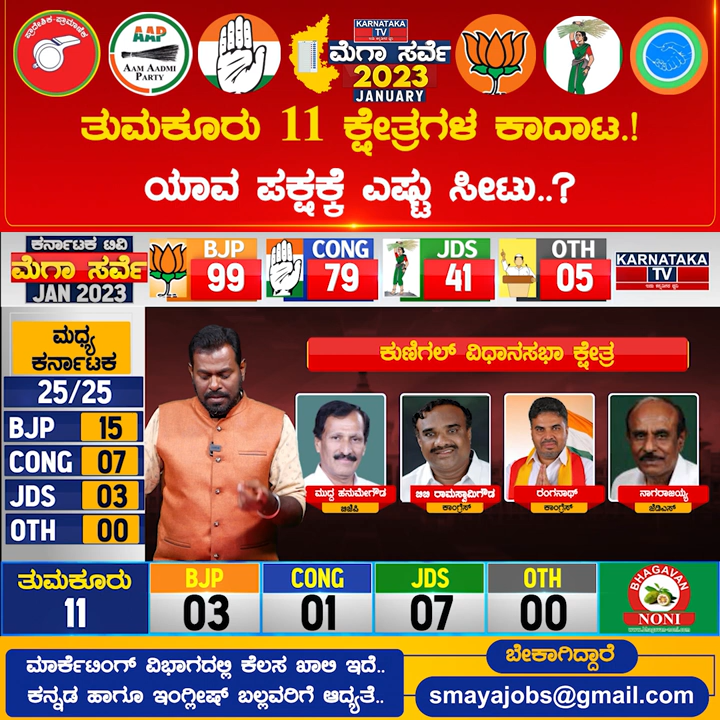 ಪ್ರಾದೇಶಿಕ-ಪ್ರಾಮಾಣಿಕ
AAP
AAM AADMI
PARTY
KARNATAKA
TV
ಮೆಗಾ ಸರ್ವೆ
2023
JANUARY
ತುಮಕೂರು 11 ಕ್ಷೇತ್ರಗಳ ಕಾದಾಟ.!
ಯಾವ ಪಕ್ಷಕ್ಕೆ ಎಷ್ಟು ಸೀಟು..?
ಕರ್ನಾಟಕ ಟಿವಿ
ಮೆಗಾ ಸರ್ವೆ
JAN 2023
BJP
99
CONG
79
JDS
41
OTH
05
KARNATAKA
TV
ಮಧ್ಯ
ಕರ್ನಾಟಕ
25/25
BJP 15
CONG 07
JDS 03
OTH 00
ಕುಣಿಗಲ್ ವಿಧಾನಸಭಾ ಕ್ಷೇತ್ರ
ಮುದ್ದ ಹನುಮೇಗೌಡ
ಬಿಜೆಪಿ
ಬಿಬಿ ರಾಮಸ್ವಾಮಿಗೌಡ
ಕಾಂಗ್ರೆಸ್
ರಂಗನಾಥ್
ಕಾಂಗ್ರೆಸ್
ನಾಗರಾಜಯ್ಯ
ಜೆಡಿಎಸ್
ತುಮಕೂರು
11
BJP
03
CONG
01
JDS
07
OTH
00
BHAGAVAN
NONI
ಮಾರ್ಕೆಟಿಂಗ್ ವಿಭಾಗದಲ್ಲಿ ಕೆಲಸ ಖಾಲಿ ಇದೆ..
ಕನ್ನಡ ಹಾಗೂ ಇಂಗ್ಲೀಷ್ ಬಲ್ಲವರಿಗೆ ಆದ್ಯತೆ..
ಬೇಕಾಗಿದ್ದಾರೆ
smayajobs@gmail.com